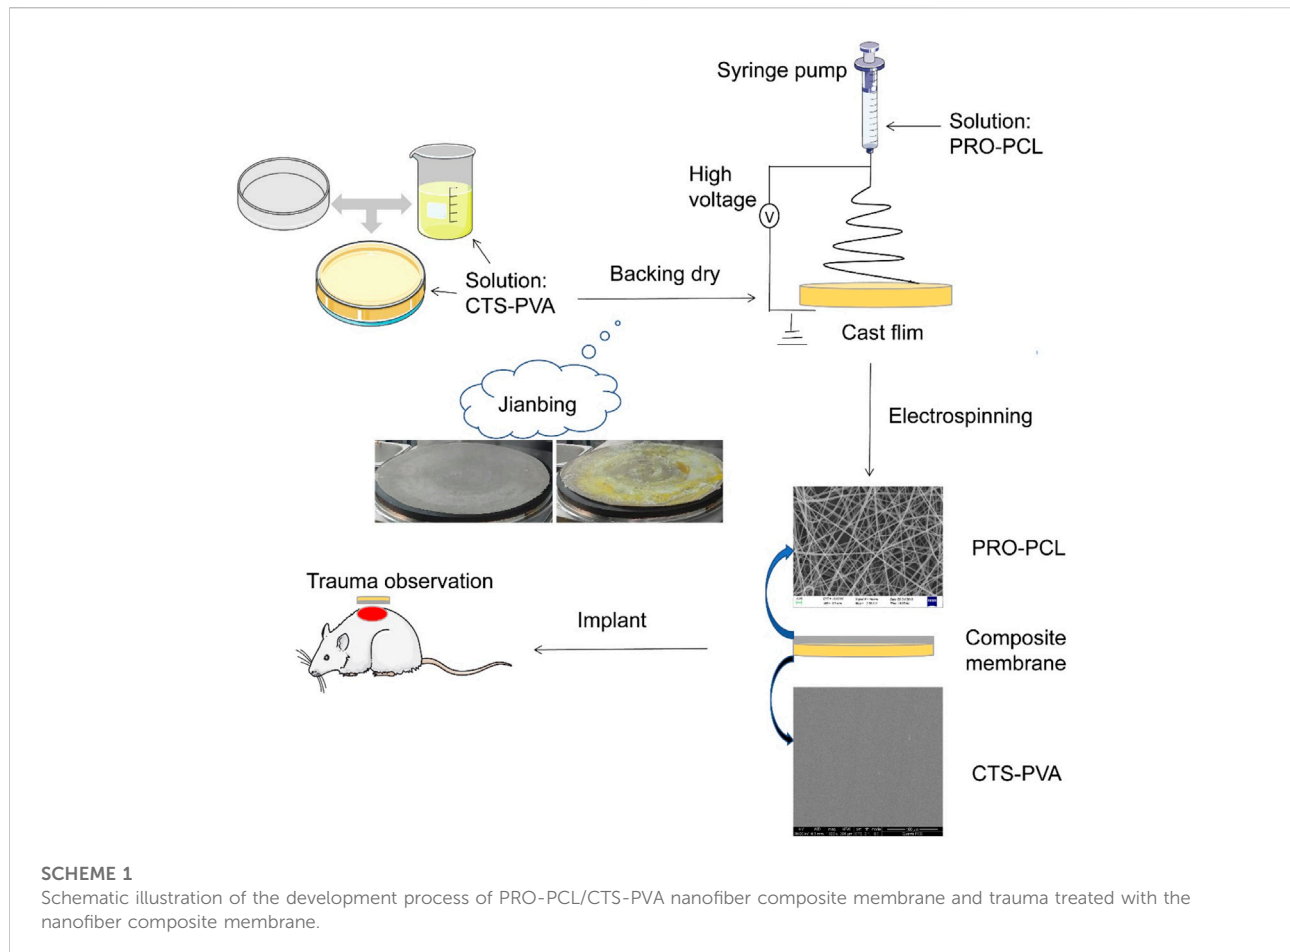 Syringe pump
Solution:
PRO-PCL
High
voltage
V
Solution:
CTS-PVA
Backing dry
Cast flim
Jianbing
Electrospinning
PRO-PCL
Trauma observation
Implant
Composite
membrane
CTS-PVA
SCHEME 1
Schematic illustration of the development process of PRO-PCL/CTS-PVA nanofiber composite membrane and trauma treated with the
nanofiber composite membrane.